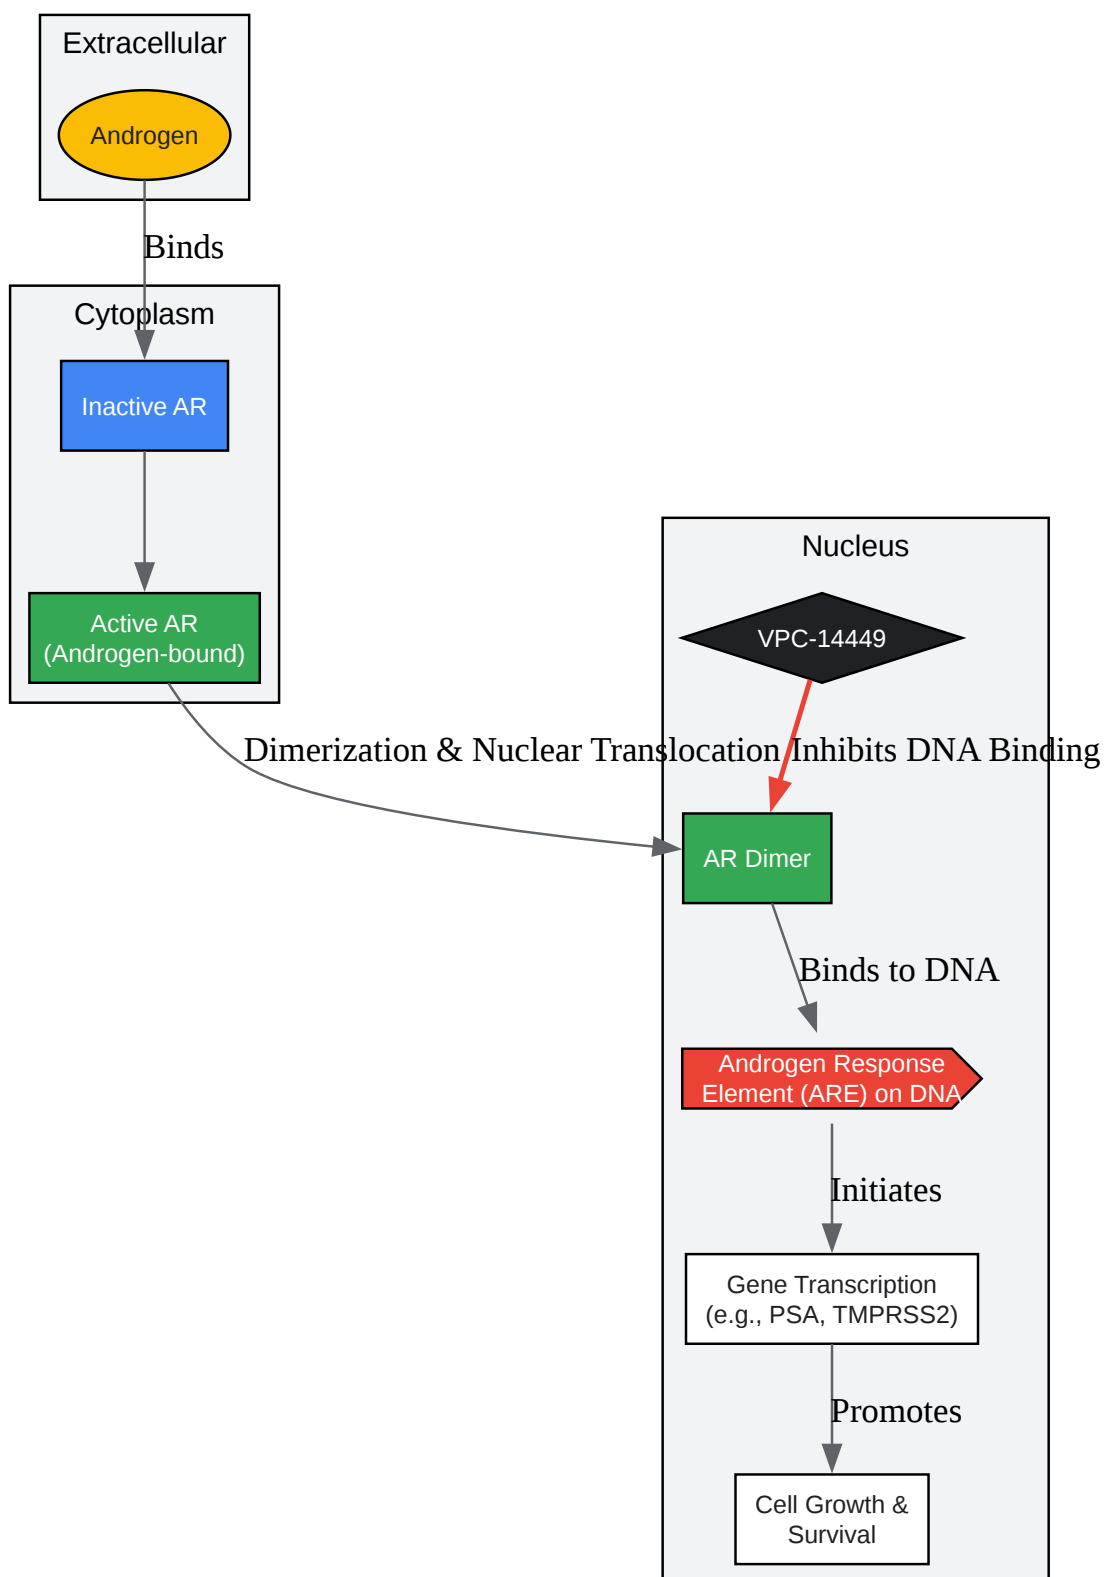 Extracellular
Androgen
Binds
Cytoplasm
Inactive AR
Active AR
(Androgen-bound)
Nucleus
VPC-14449
Dimerization & Nuclear Translocation
Inhibits DNA Binding
AR Dimer
Binds to DNA
Androgen Response
Element (ARE) on DNA
Initiates
Gene Transcription
(e.g., PSA, TMPRSS2)
Promotes
Cell Growth &
Survival